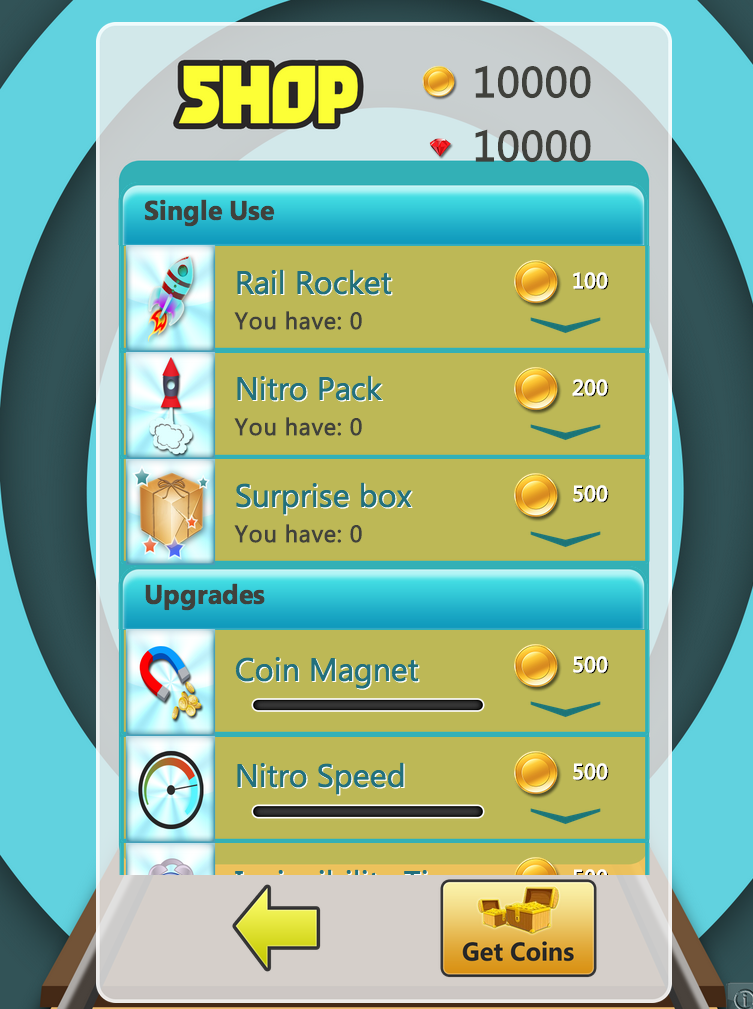 SHOP
10000
10000
Single Use
Rail Rocket
100
You have: 0
Nitro Pack
200
You have: 0
Surprise box
500
You have: 0
Upgrades
Coin Magnet
500
Nitro Speed
500
Get Coins